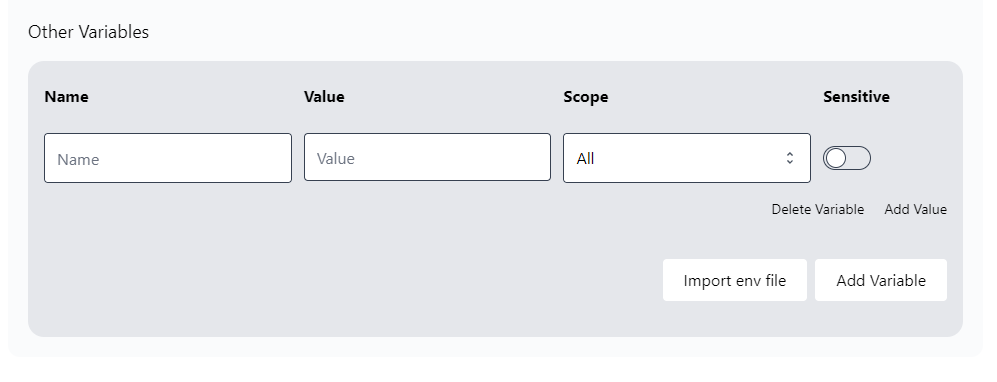 Other Variables
Name Value Scope Sensitive
Name Value All
Delete Variable Add Value
Import env file Add Variable